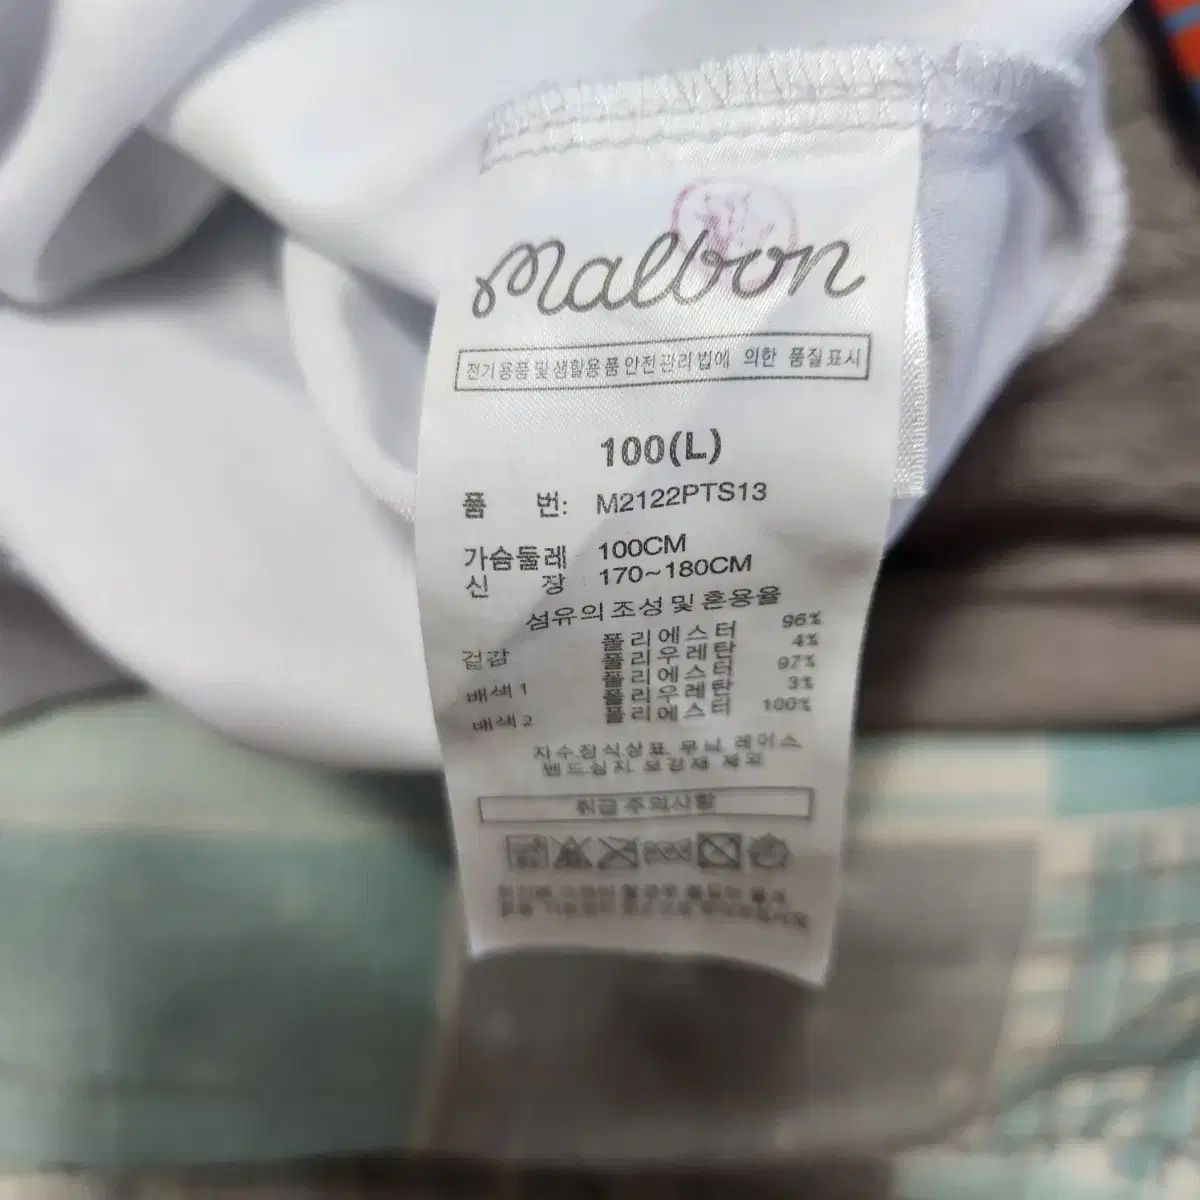 malbon
전기용품 및 생활용품 안전관리법에 의한 품질표시
100(L)
품 번: M2122PTS13
가슴둘레 100CM
신 장 170~180CM
섬유의 조성 및 혼용율
겉감 폴리에스터 96%
폴리우레탄 4%
배색1 폴리에스터 97%
폴리우레탄 3%
배색2 폴리에스터 100%
자수.장식.상표. 무늬. 레이스.
밴드.심지. 보강재 제외
취급 주의사항